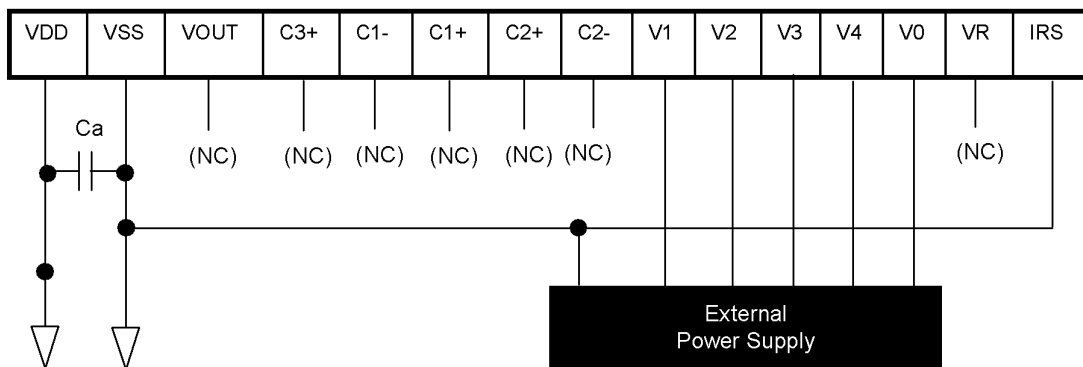 VDD VSS VOUT C3+ C1- C1+ C2+ C2- V1 V2 V3 V4 V0 VR IRS
Ca
(NC) (NC) (NC) (NC) (NC) (NC) (NC)
External
Power Supply